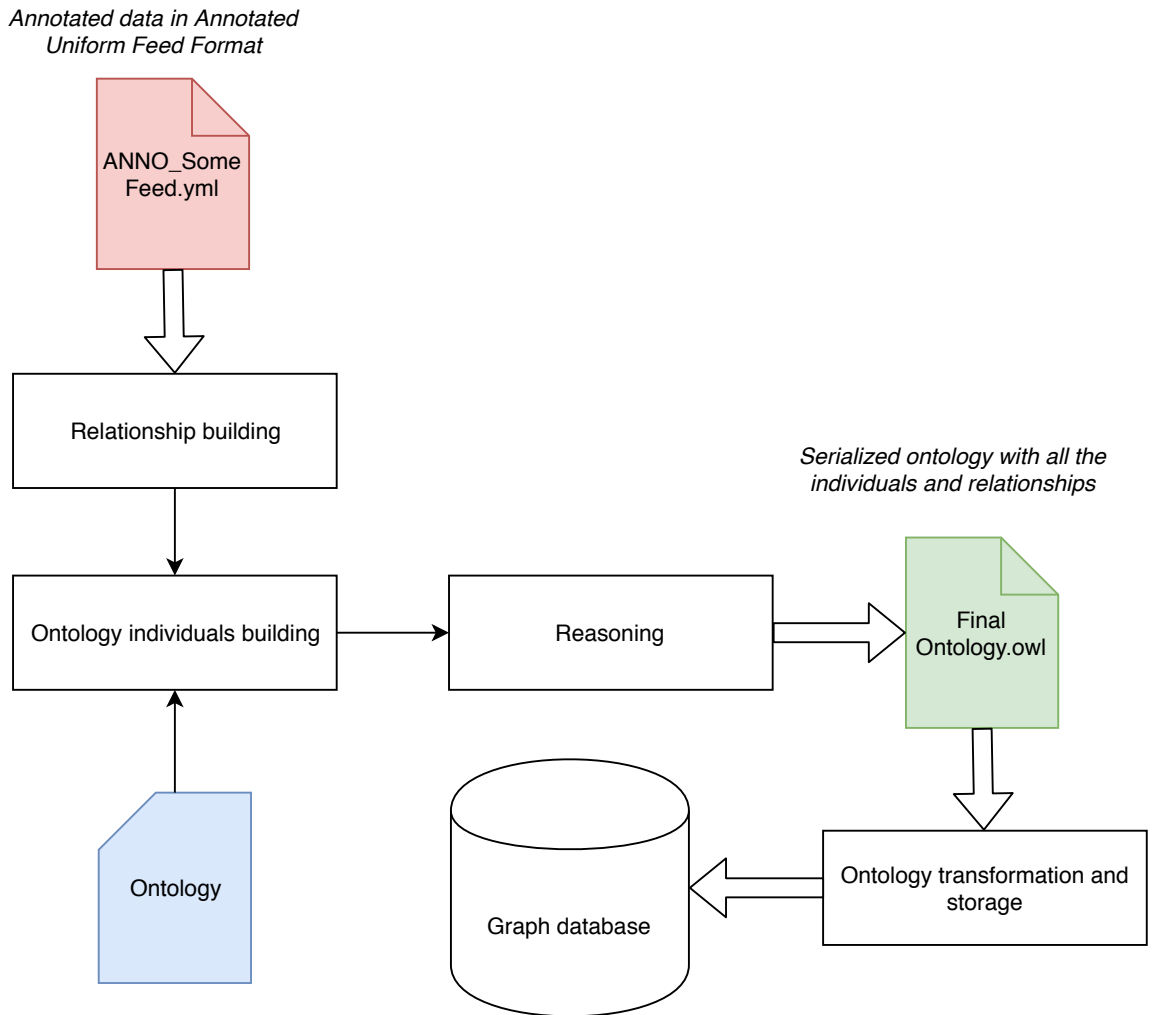 Annotated data in Annotated
Uniform Feed Format
ANNO_Some
Feed.yml
Relationship building
Serialized ontology with all the
individuals and relationships
Ontology individuals building
Reasoning
Final
Ontology.owl
Ontology
Graph database
Ontology transformation and
storage